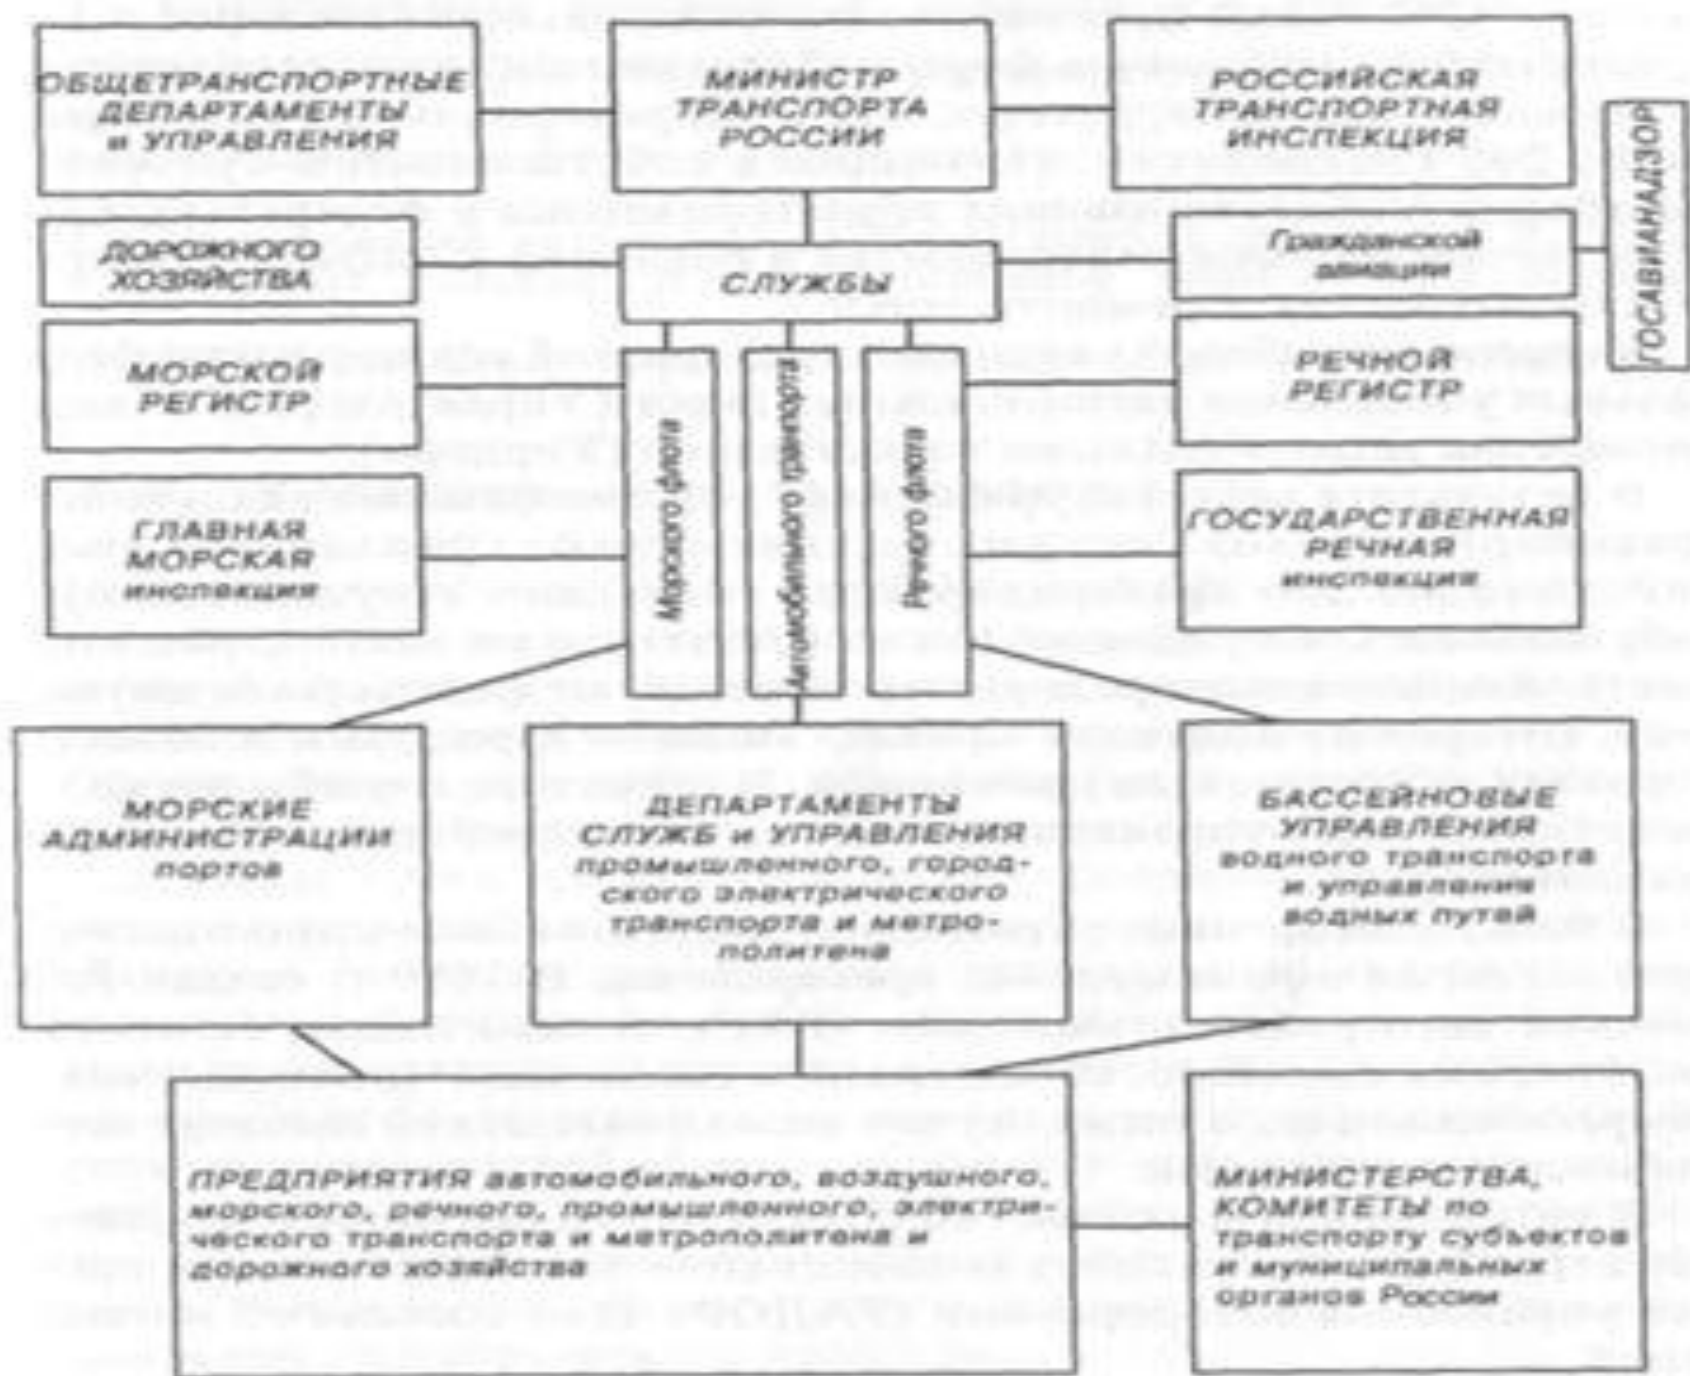 ОБЩЕТРАНСПОРТНЫЕ
ДЕПАРТАМЕНТЫ
и УПРАВЛЕНИЯ
МИНИСТР
ТРАНСПОРТА
РОССИИ
РОССИЙСКАЯ
ТРАНСПОРТНАЯ
ИНСПЕКЦИЯ
ГОСАВИАНАДЗОР
ДОРОЖНОГО
ХОЗЯЙСТВА
СЛУЖБЫ
Гражданской
авиации
МОРСКОЙ
РЕГИСТР
Морского флота
Автомобильного транпорта
Речного флота
РЕЧНОЙ
РЕГИСТР
ГЛАВНАЯ
МОРСКАЯ
инспекция
ГОСУДАРСТВЕННАЯ
РЕЧНАЯ
инспекция
МОРСКИЕ
АДМИНИСТРАЦИИ
портов
ДЕПАРТАМЕНТЫ
СЛУЖБ и УПРАВЛЕНИЯ
промышленного, город-
ского электрического
транспорта и метро-
политена
БАССЕЙНОВЫЕ
УПРАВЛЕНИЯ
водного транспорта
и управления
водных путей
ПРЕДПРИЯТИЯ автомобильного, воздушного,
морского, речного, промышленного, электри-
ческого транспорта и метрополитена и
дорожного хозяйства
МИНИСТЕРСТВА,
КОМИТЕТЫ по
транспорту субъектов
и муниципальных
органов России